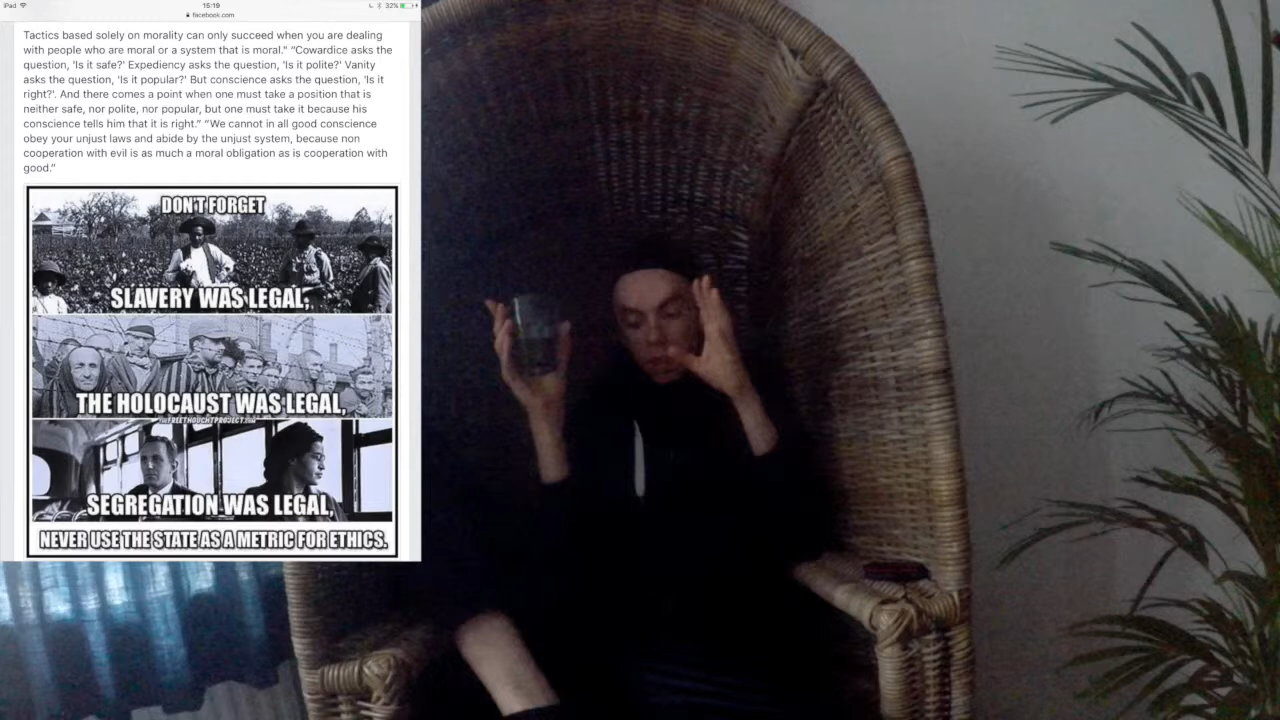 iPad 15:19 32%
facebook.com
Tactics based solely on morality can only succeed when you are dealing
with people who are moral or a system that is moral." "Cowardice asks the
question, 'Is it safe?' Expediency asks the question, 'Is it polite?' Vanity
asks the question, 'Is it popular?' But conscience asks the question, 'Is it
right?'. And there comes a point when one must take a position that is
neither safe, nor polite, nor popular, but one must take it because his
conscience tells him that it is right." "We cannot in all good conscience
obey your unjust laws and abide by the unjust system, because non
cooperation with evil is as much a moral obligation as is cooperation with
good."
DON'T FORGET
SLAVERY WAS LEGAL,
THE HOLOCAUST WAS LEGAL,
THEFREETHOUGHTPROJECT.COM
SEGREGATION WAS LEGAL,
NEVER USE THE STATE AS A METRIC FOR ETHICS.